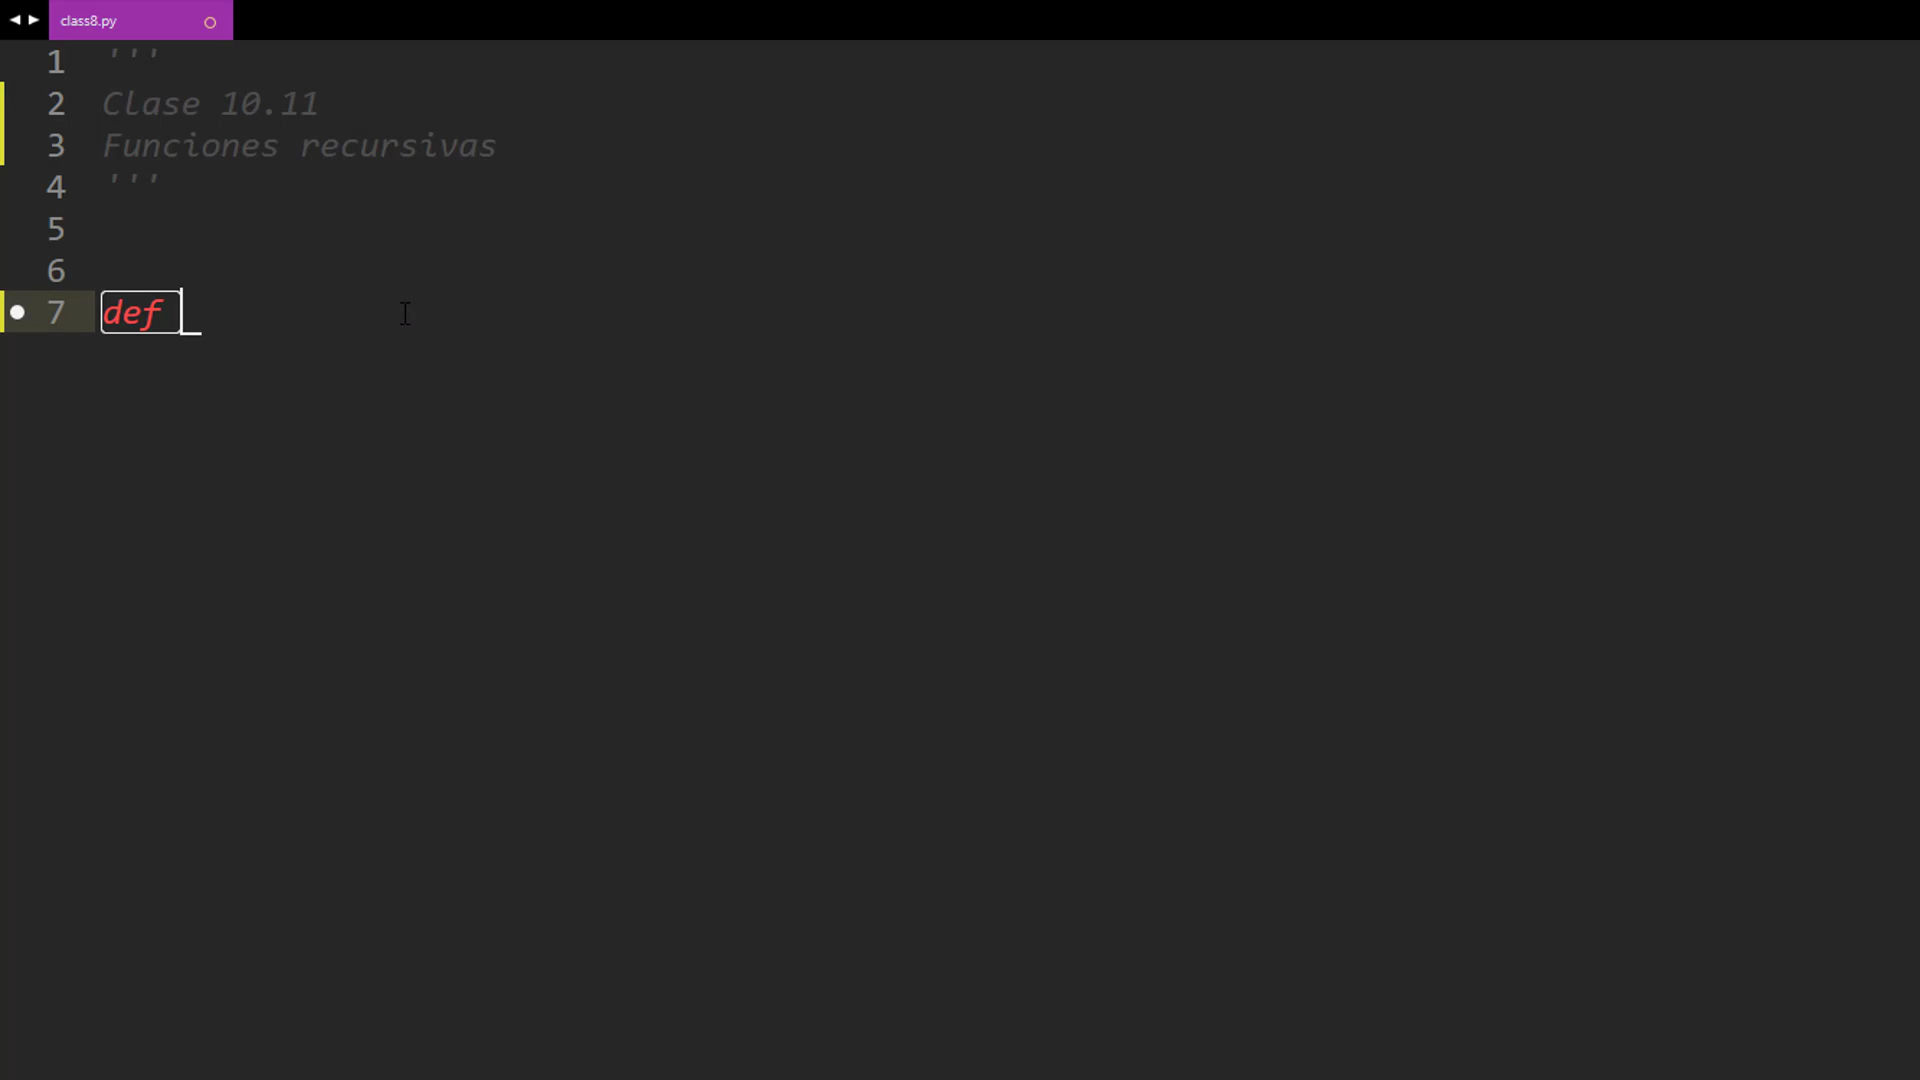 class8.py
1 '''
2 Clase 10.11
3 Funciones recursivas
4 '''
5
6
7 def